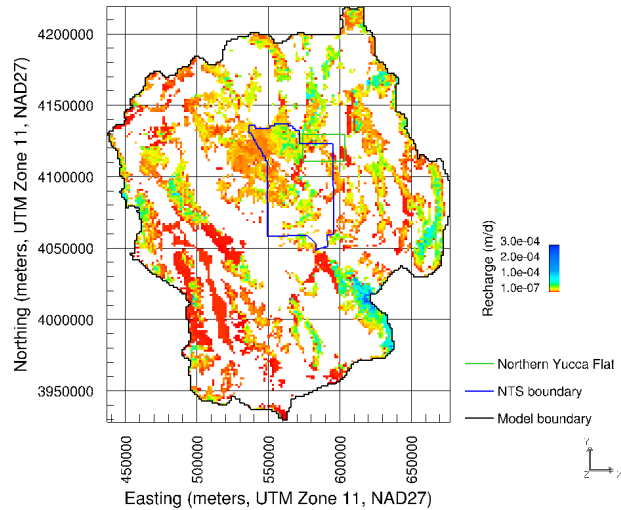 4200000
4150000
4100000
4050000
4000000
3950000
Northing (meters, UTM Zone 11, NAD27)
450000
500000
550000
600000
650000
Easting (meters, UTM Zone 11, NAD27)
Recharge (m/d)
3.0e-04
2.0e-04
1.0e-04
1.0e-07
Northern Yucca Flat
NTS boundary
Model boundary
Y
Z